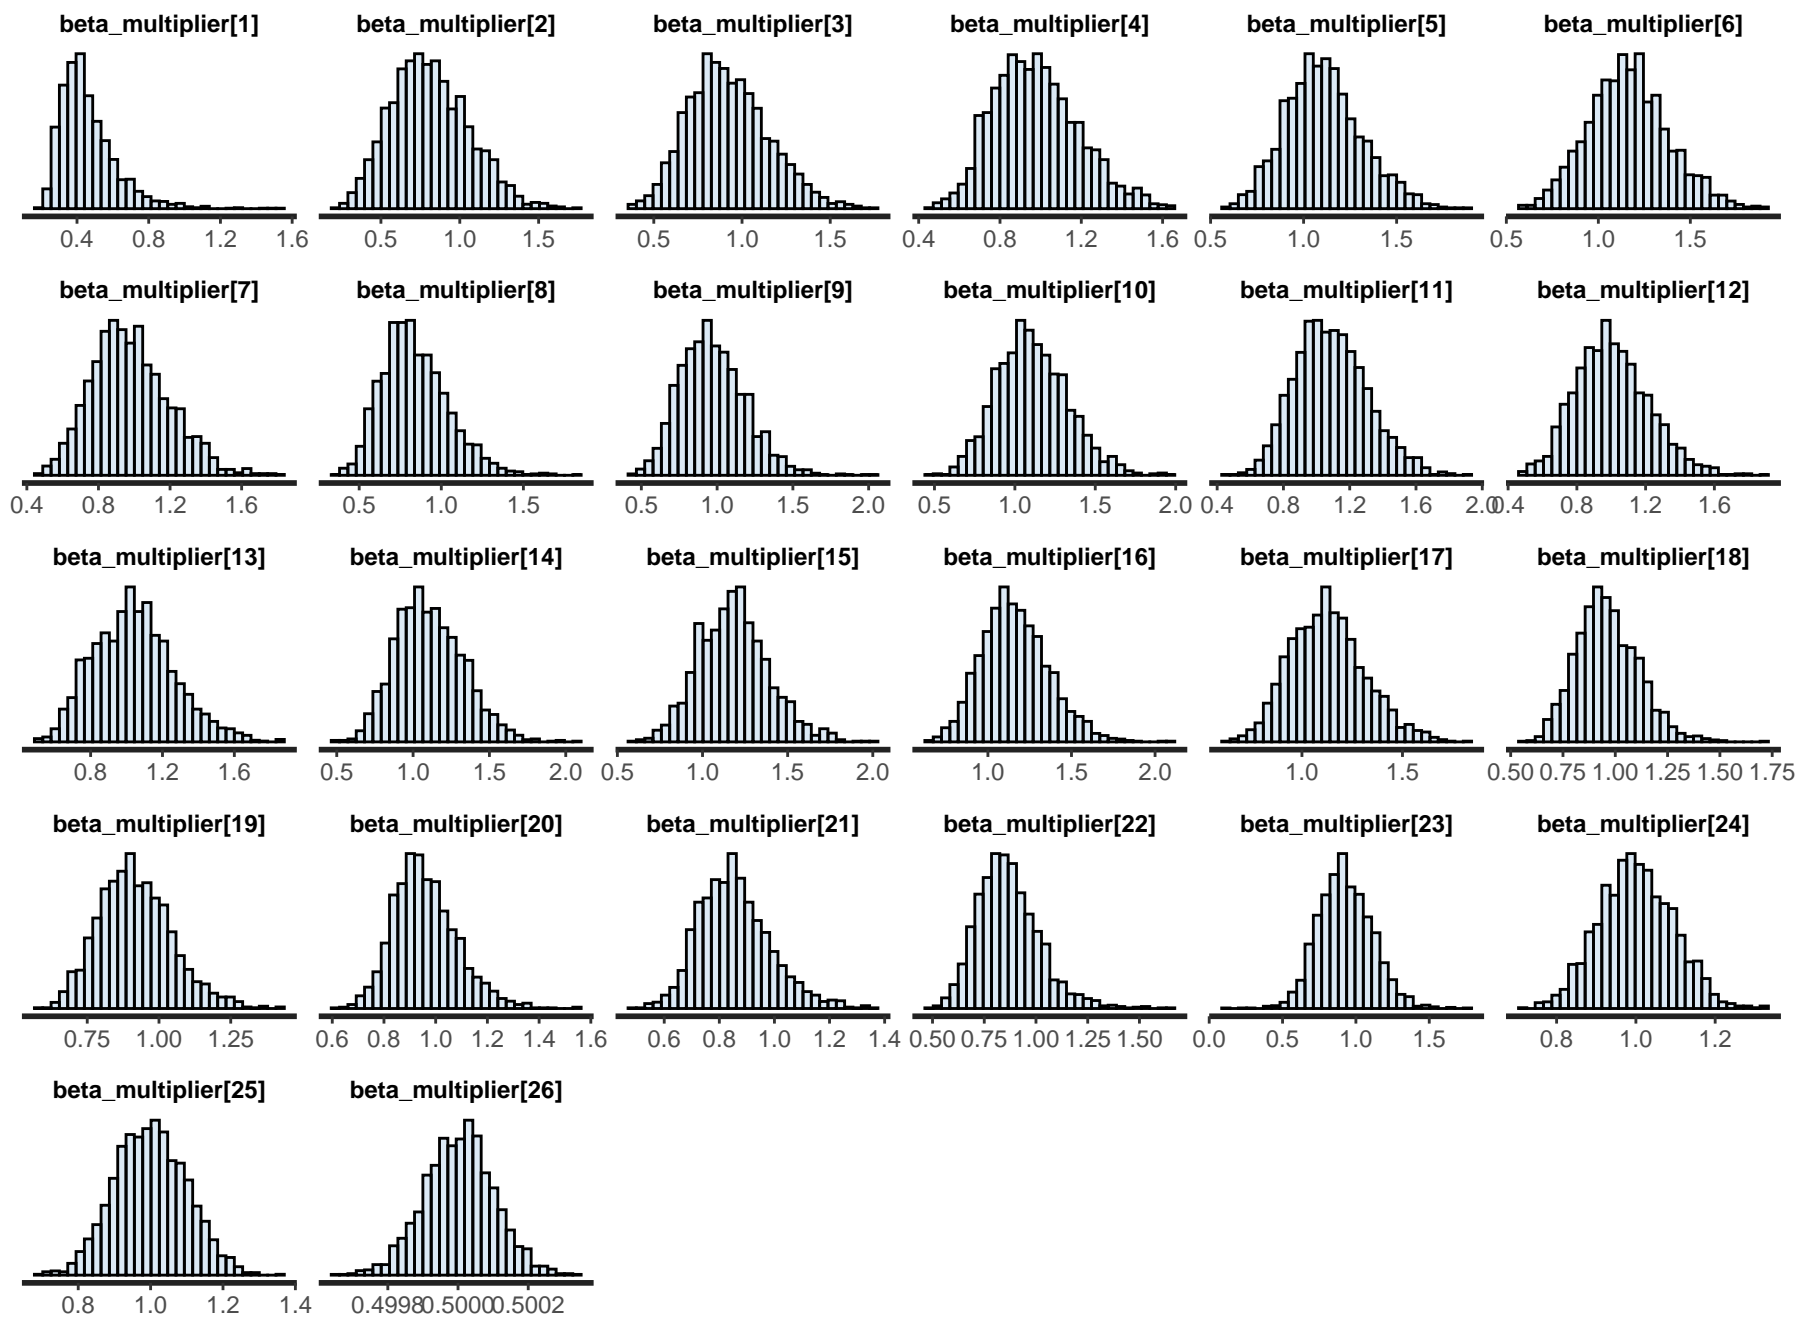 beta_multiplier[1] beta_multiplier[2] beta_multiplier[3] beta_multiplier[4] beta_multiplier[5] beta_multiplier[6]
0.4 0.8 1.2 1.6 0.5 1.0 1.5 0.5 1.0 1.5 0.4 0.8 1.2 1.6 0.5 1.0 1.5 0.5 1.0 1.5
beta_multiplier[7] beta_multiplier[8] beta_multiplier[9] beta_multiplier[10] beta_multiplier[11] beta_multiplier[12]
0.4 0.8 1.2 1.6 0.5 1.0 1.5 0.5 1.0 1.5 2.0 0.5 1.0 1.5 2.0 0.4 0.8 1.2 1.6 2.0 0.4 0.8 1.2 1.6
beta_multiplier[13] beta_multiplier[14] beta_multiplier[15] beta_multiplier[16] beta_multiplier[17] beta_multiplier[18]
0.8 1.2 1.6 0.5 1.0 1.5 2.0 0.5 1.0 1.5 2.0 1.0 1.5 2.0 1.0 1.5 0.50 0.75 1.00 1.25 1.50 1.75
beta_multiplier[19] beta_multiplier[20] beta_multiplier[21] beta_multiplier[22] beta_multiplier[23] beta_multiplier[24]
0.75 1.00 1.25 0.6 0.8 1.0 1.2 1.4 1.6 0.6 0.8 1.0 1.2 1.4 0.50 0.75 1.00 1.25 1.50 0.0 0.5 1.0 1.5 0.8 1.0 1.2
beta_multiplier[25] beta_multiplier[26]
0.8 1.0 1.2 1.4 0.4998 0.5000 0.5002